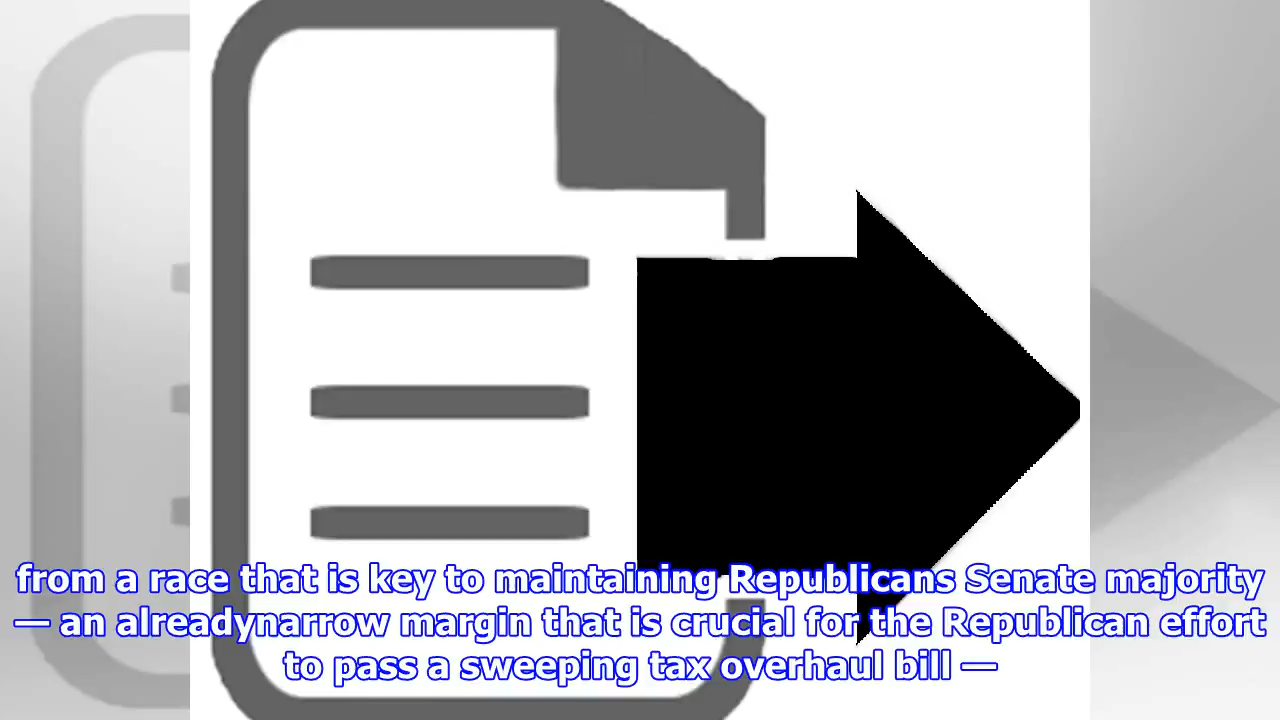 from a race that is key to maintaining Republicans Senate majority
— an alreadynarrow margin that is crucial for the Republican effort
to pass a sweeping tax overhaul bill —